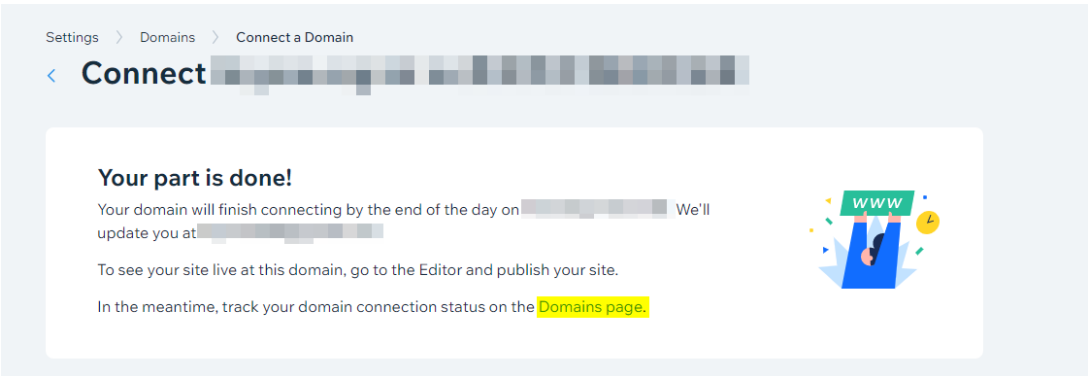 Settings > Domains > Connect a Domain
< Connect
Your part is done!
Your domain will finish connecting by the end of the day on We'll
update you at
To see your site live at this domain, go to the Editor and publish your site.
In the meantime, track your domain connection status on the Domains page.
WWW